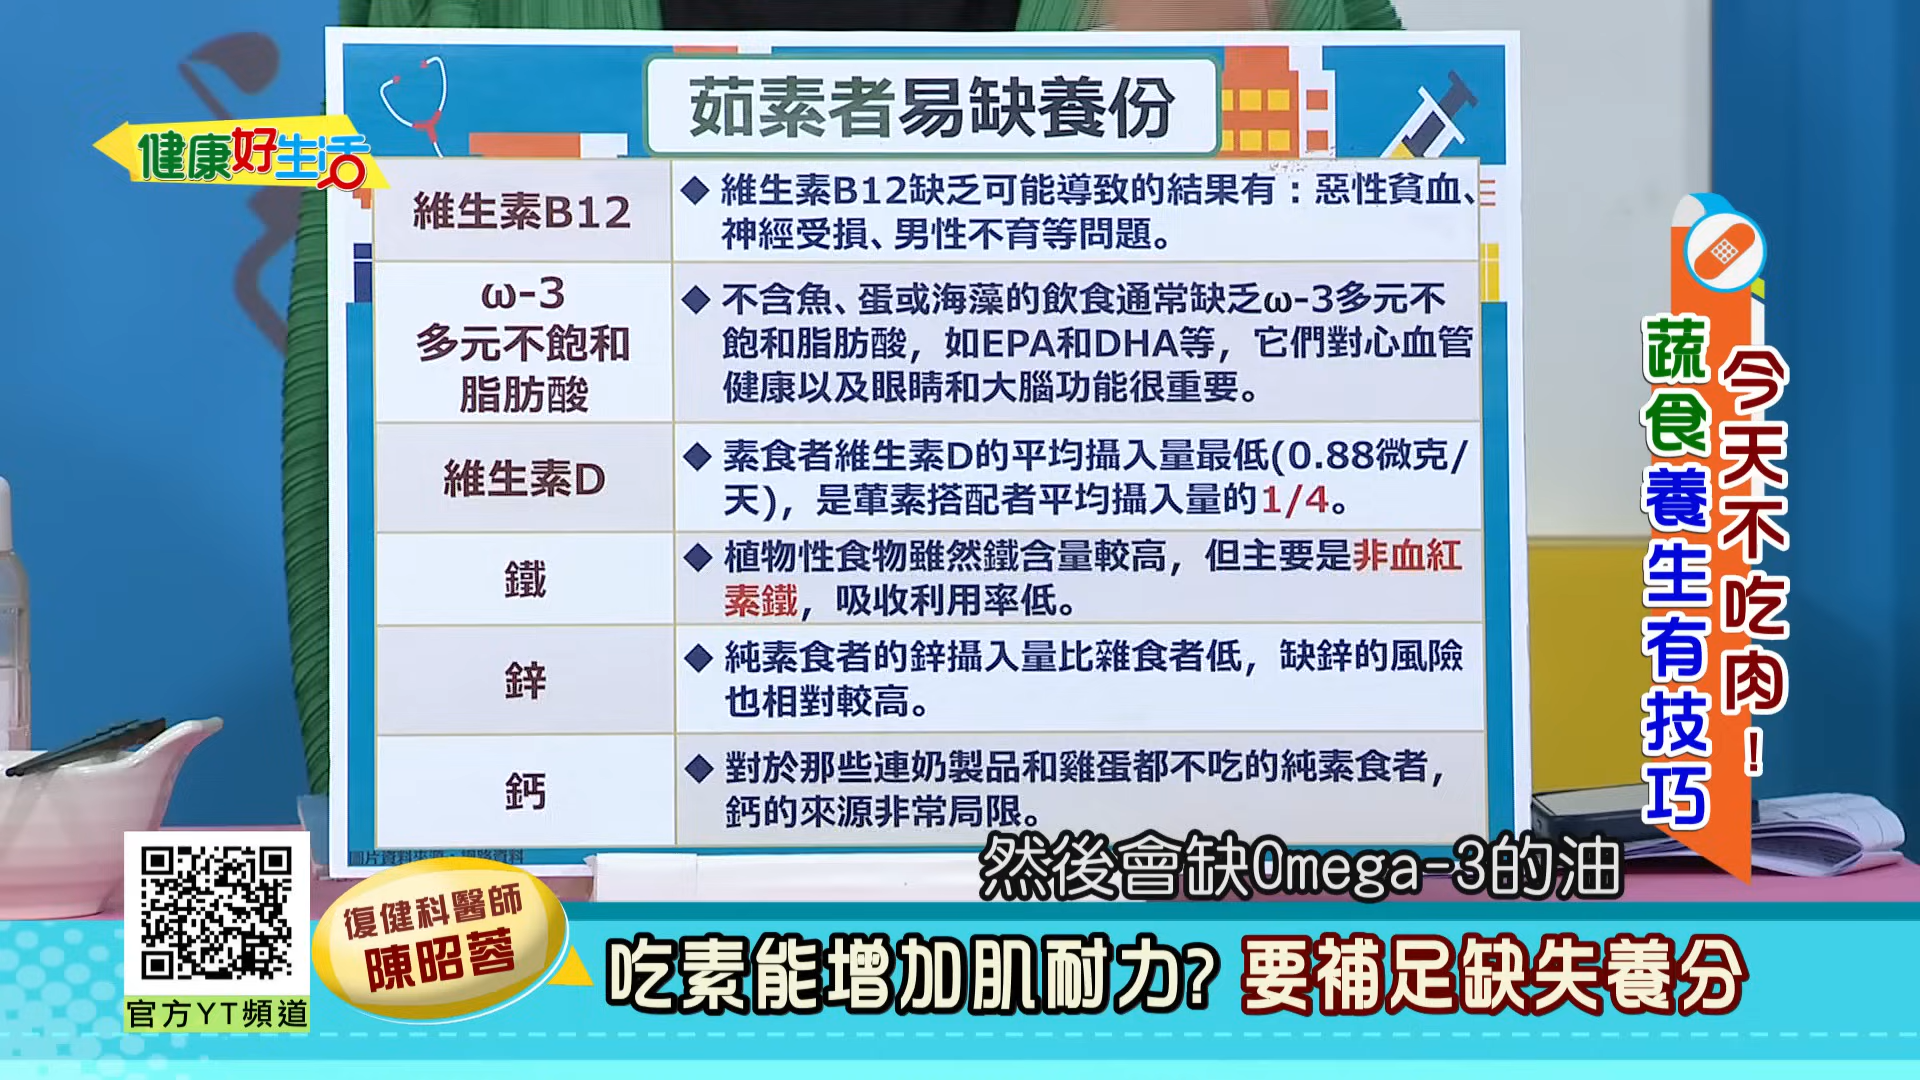 茹素者易缺養份
健康好生活
維生素B12
◆ 維生素B12缺乏可能導致的結果有：惡性貧血、
神經受損、男性不育等問題。
ω-3
多元不飽和
脂肪酸
◆ 不含魚、蛋或海藻的飲食通常缺乏ω-3多元不
飽和脂肪酸，如EPA和DHA等，它們對心血管
健康以及眼睛和大腦功能很重要。
維生素D
◆ 素食者維生素D的平均攝入量最低(0.88微克/
天)，是葷素搭配者平均攝入量的1/4。
鐵
◆ 植物性食物雖然鐵含量較高，但主要是非血紅
素鐵，吸收利用率低。
鋅
◆ 純素食者的鋅攝入量比雜食者低，缺鋅的風險
也相對較高。
鈣
◆ 對於那些連奶製品和雞蛋都不吃的純素食者，
鈣的來源非常局限。
圖片資料來源：網路資料
今天不吃肉！
蔬食養生有技巧
然後會缺Omega-3的油
官方YT頻道
復健科醫師
陳昭蓉
吃素能增加肌耐力? 要補足缺失養分